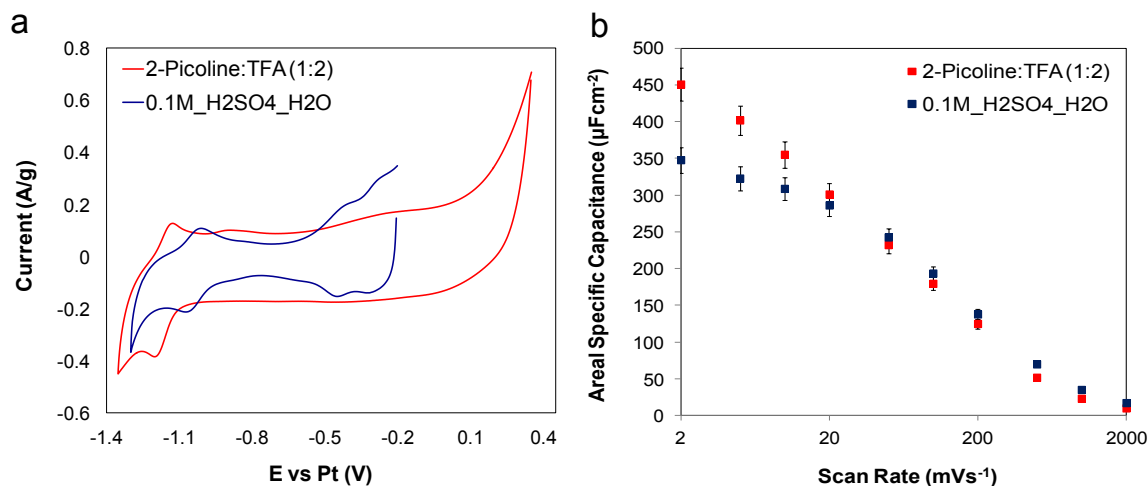 a
0.8
0.6
0.4
0.2
0
-0.2
-0.4
-0.6
-1.4 -1.1 -0.8 -0.5 -0.2 0.1 0.4
Current (A/g)
E vs Pt (V)
2-Picoline:TFA (1:2)
0.1M_H2SO4_H2O
b
500
450
400
350
300
250
200
150
100
50
0
2 20 200 2000
Areal Specific Capacitance (µFcm⁻²)
Scan Rate (mVs⁻¹)
2-Picoline:TFA (1:2)
0.1M_H2SO4_H2O